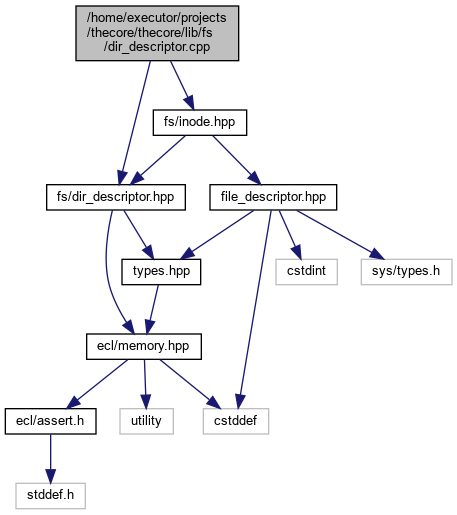 /home/executor/projects
/thecore/thecore/lib/fs
/dir_descriptor.cpp
fs/inode.hpp
fs/dir_descriptor.hpp
file_descriptor.hpp
types.hpp
cstdint
sys/types.h
ecl/memory.hpp
ecl/assert.h
utility
cstddef
stddef.h